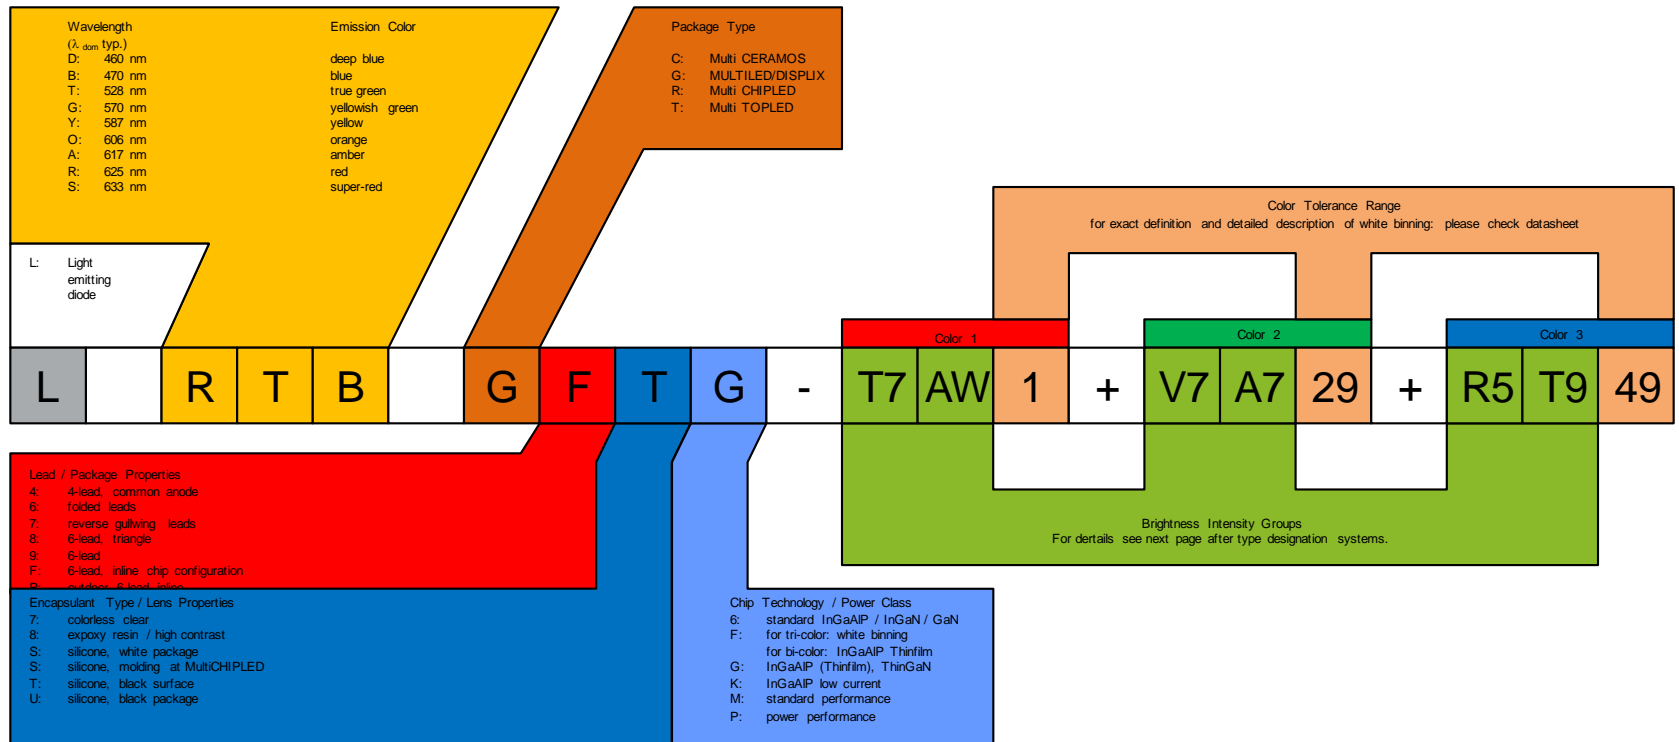 Wavelength Emission Color
(λ dom typ.)
D: 460 nm deep blue
B: 470 nm blue
T: 528 nm true green
G: 570 nm yellowish green
Y: 587 nm yellow
O: 606 nm orange
A: 617 nm amber
R: 625 nm red
S: 633 nm super-red
Package Type
C: Multi CERAMOS
G: MULTILED/DISPLIX
R: Multi CHIPLED
T: Multi TOPLED
Color Tolerance Range
for exact definition and detailed description of white binning: please check datasheet
L: Light
emitting
diode
Color 1 Color 2 Color 3
L R T B G F T G - T7 AW 1 + V7 A7 29 + R5 T9 49
Lead / Package Properties
4: 4-lead, common anode
6: folded leads
7: reverse gullwing leads
8: 6-lead, triangle
9: 6-lead
F: 6-lead, inline chip configuration
R: outdoor, 6-lead inline
Brightness Intensity Groups
For dertails see next page after type designation systems.
Encapsulant Type / Lens Properties
7: colorless clear
8: expoxy resin / high contrast
S: silicone, white package
S: silicone, molding at MultiCHIPLED
T: silicone, black surface
U: silicone, black package
Chip Technology / Power Class
6: standard InGaAlP / InGaN / GaN
F: for tri-color: white binning
for bi-color: InGaAlP Thinfilm
G: InGaAlP (Thinfilm), ThinGaN
K: InGaAlP low current
M: standard performance
P: power performance